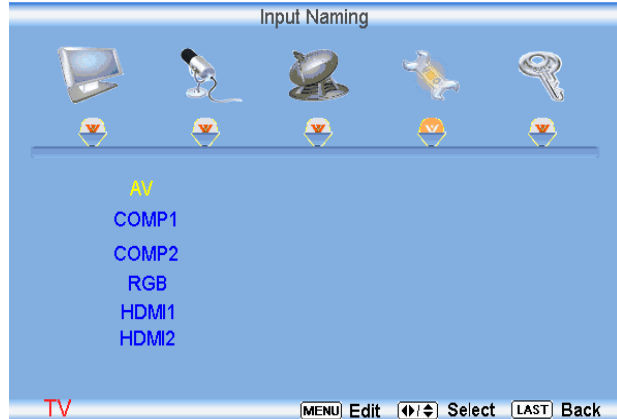 Input Naming
AV
COMP1
COMP2
RGB
HDMI1
HDMI2
TV MENU Edit Select LAST Back